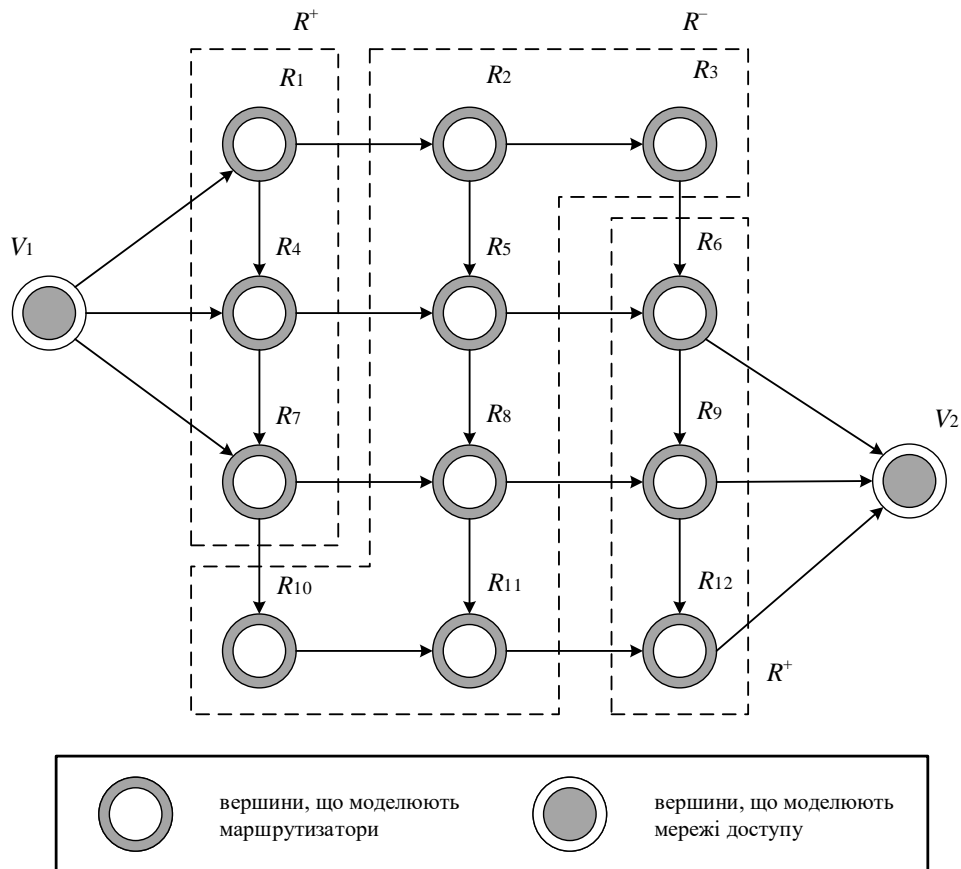 R⁺
R⁻
R1
R2
R3
V1
R4
R5
R6
R7
R8
R9
V2
R10
R11
R12
R⁺
вершини, що моделюють
маршрутизатори
вершини, що моделюють
мережі доступу